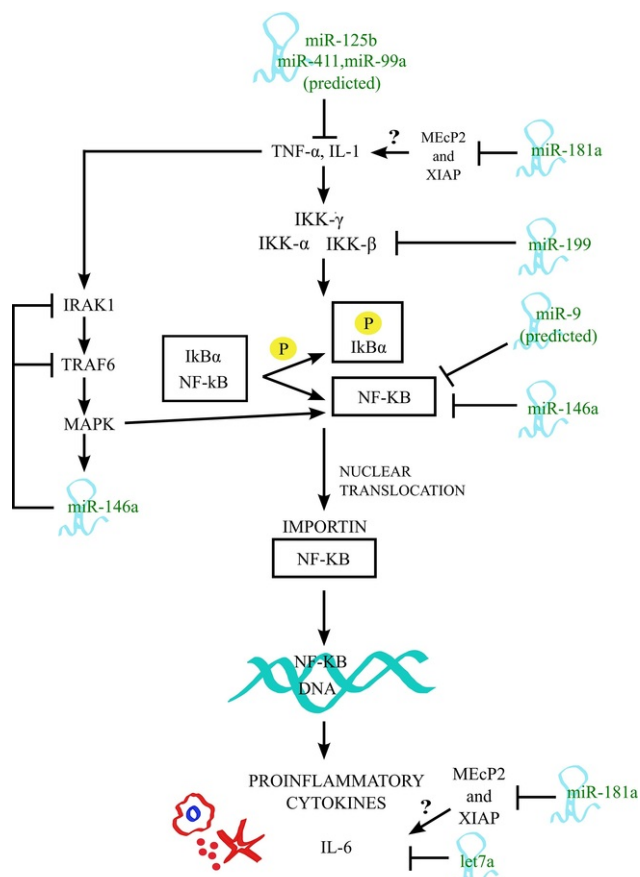 miR-125b
miR-411,miR-99a
(predicted)
TNF-α, IL-1
?
MEcP2
and
XIAP
miR-181a
IKK-γ
IKK-α IKK-β
miR-199
IRAK1
TRAF6
MAPK
miR-146a
IkBα
NF-kB
P
P
IkBα
NF-KB
miR-9
(predicted)
miR-146a
NUCLEAR
TRANSLOCATION
IMPORTIN
NF-KB
NF-KB
DNA
PROINFLAMMATORY
CYTOKINES
IL-6
?
MEcP2
and
XIAP
miR-181a
let7a